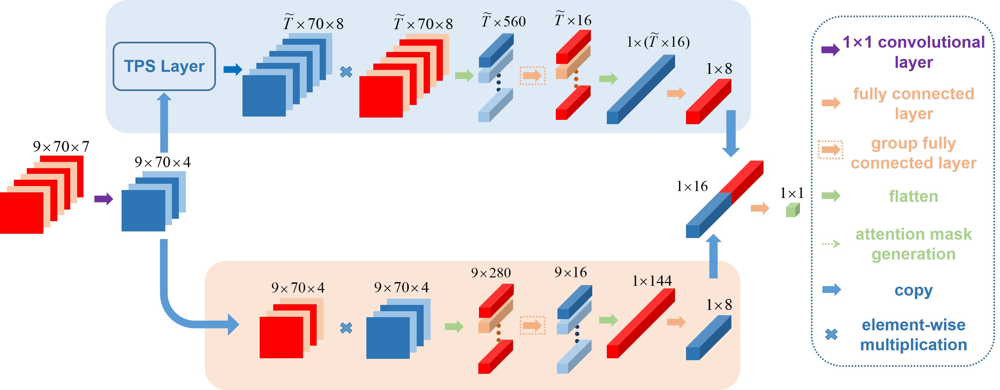 T̃×70×8
T̃×70×8
T̃×560
T̃×16
1×(T̃×16)
1×8
TPS Layer
9×70×7
9×70×4
1×16
1×1
9×70×4
9×70×4
9×280
9×16
1×144
1×8
1×1 convolutional
layer
fully connected
layer
group fully
connected layer
flatten
attention mask
generation
copy
element-wise
multiplication